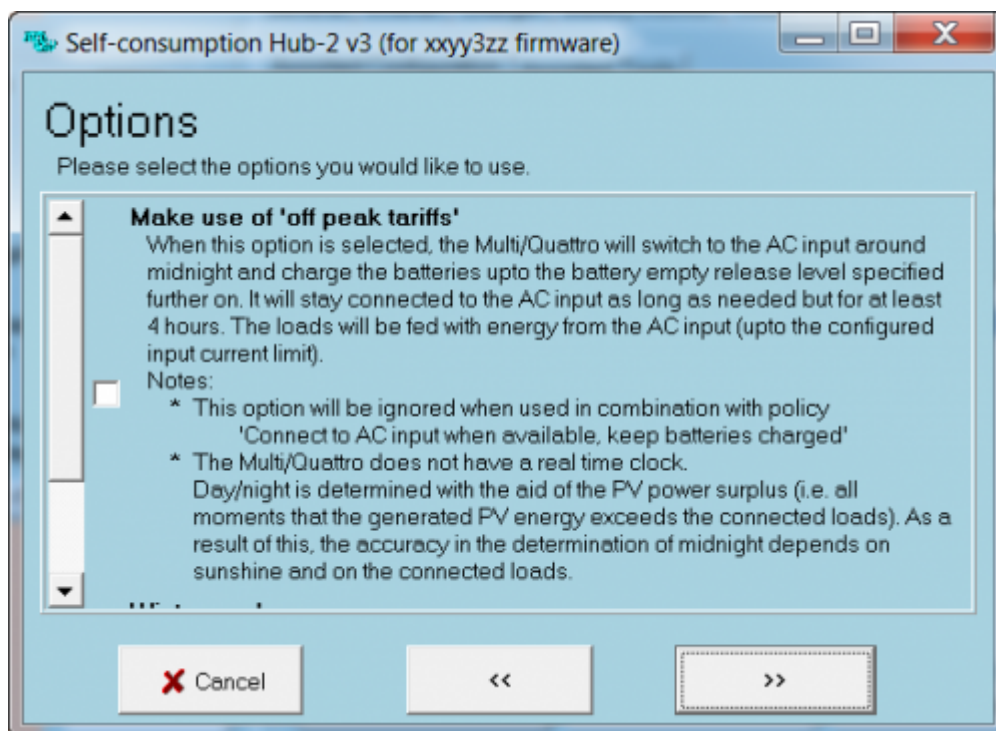 Self-consumption Hub-2 v3 (for xxyy3zz firmware)
Options
Please select the options you would like to use.
Make use of 'off peak tariffs'
When this option is selected, the Multi/Quattro will switch to the AC input around
midnight and charge the batteries upto the battery empty release level specified
further on. It will stay connected to the AC input as long as needed but for at least
4 hours. The loads will be fed with energy from the AC input (upto the configured
input current limit).
Notes:
* This option will be ignored when used in combination with policy
'Connect to AC input when available, keep batteries charged'
* The Multi/Quattro does not have a real time clock.
Day/night is determined with the aid of the PV power surplus (i.e. all
moments that the generated PV energy exceeds the connected loads). As a
result of this, the accuracy in the determination of midnight depends on
sunshine and on the connected loads.
Cancel
<<
>>